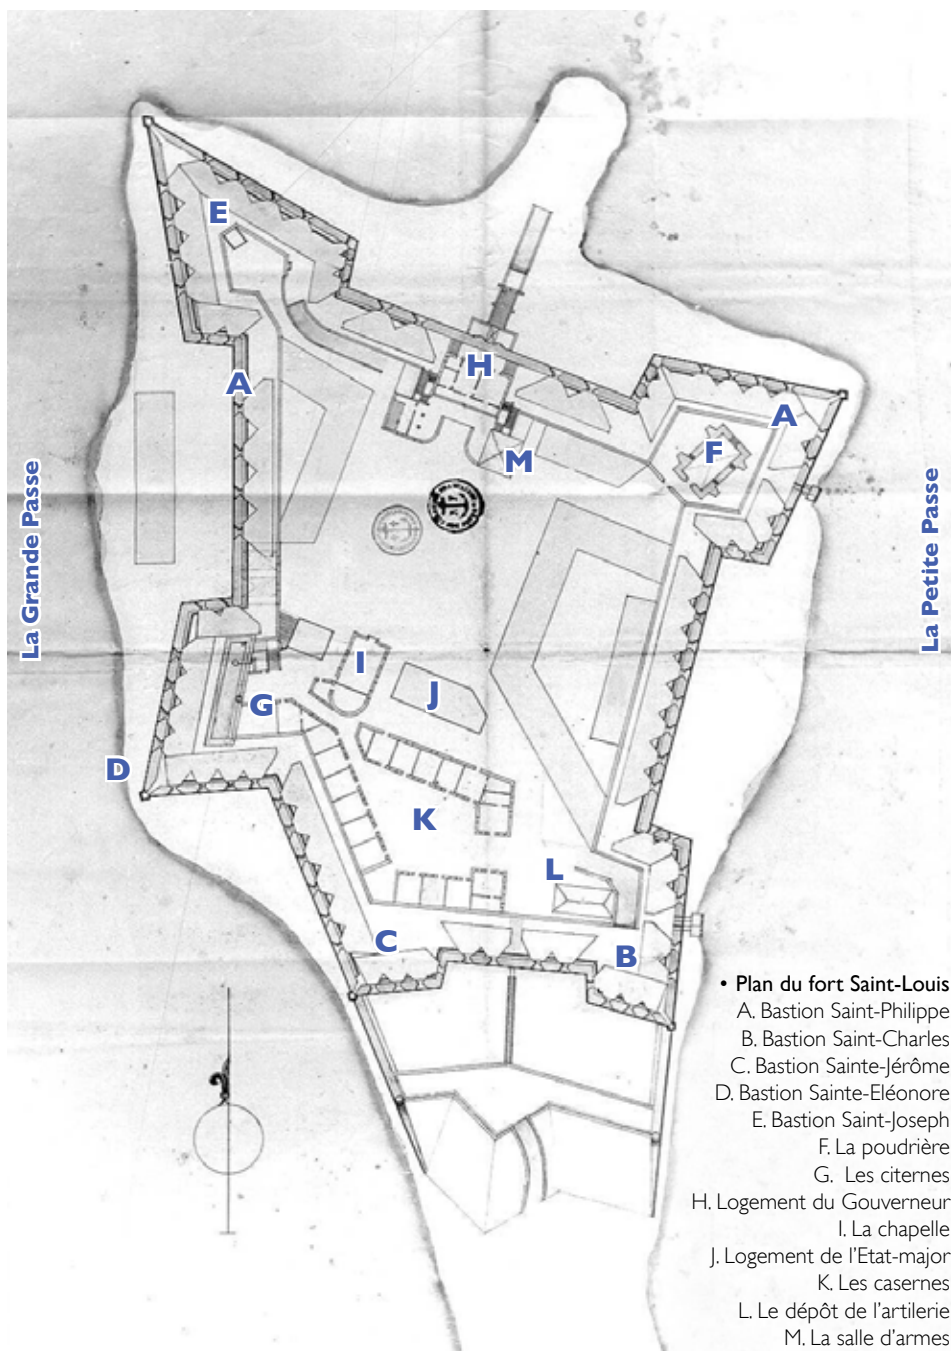 E
A
H
A
F
M
La Grande Passe
La Petite Passe
I
J
G
D
K
L
C
B
• Plan du fort Saint-Louis
A. Bastion Saint-Philippe
B. Bastion Saint-Charles
C. Bastion Sainte-Jérôme
D. Bastion Sainte-Eléonore
E. Bastion Saint-Joseph
F. La poudrière
G. Les citernes
H. Logement du Gouverneur
I. La chapelle
J. Logement de l'Etat-major
K. Les casernes
L. Le dépôt de l'artilerie
M. La salle d'armes